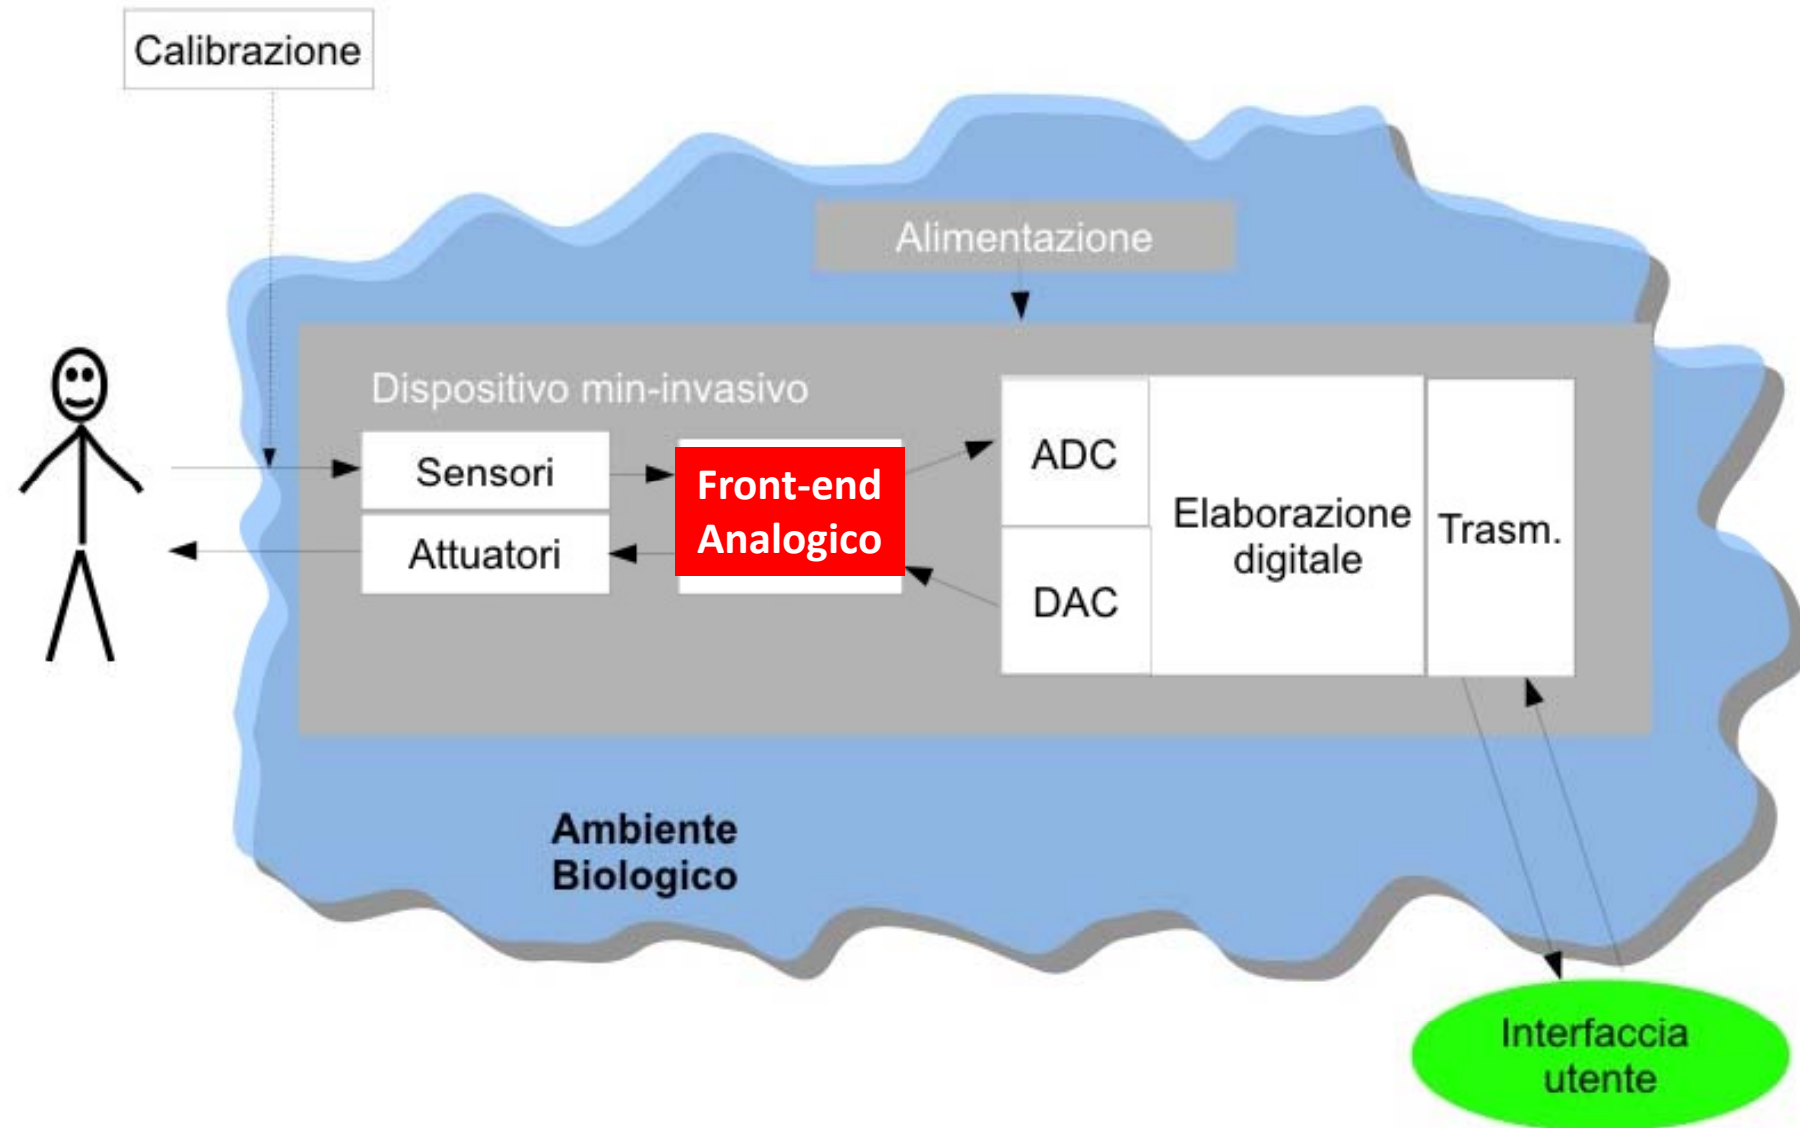 Calibrazione
Alimentazione
Dispositivo min-invasivo
Sensori
Attuatori
Front-end
Analogico
ADC
DAC
Elaborazione
digitale
Trasm.
Ambiente
Biologico
Interfaccia
utente